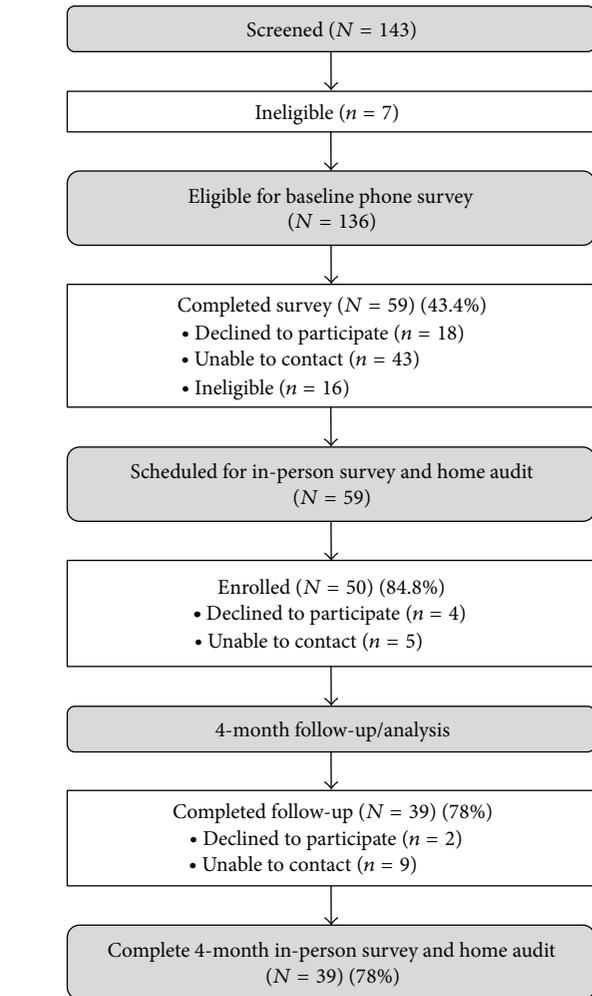 Screened (N = 143)
Ineligible (n = 7)
Eligible for baseline phone survey
(N = 136)
Completed survey (N = 59) (43.4%)
• Declined to participate (n = 18)
• Unable to contact (n = 43)
• Ineligible (n = 16)
Scheduled for in-person survey and home audit
(N = 59)
Enrolled (N = 50) (84.8%)
• Declined to participate (n = 4)
• Unable to contact (n = 5)
4-month follow-up/analysis
Completed follow-up (N = 39) (78%)
• Declined to participate (n = 2)
• Unable to contact (n = 9)
Complete 4-month in-person survey and home audit
(N = 39) (78%)